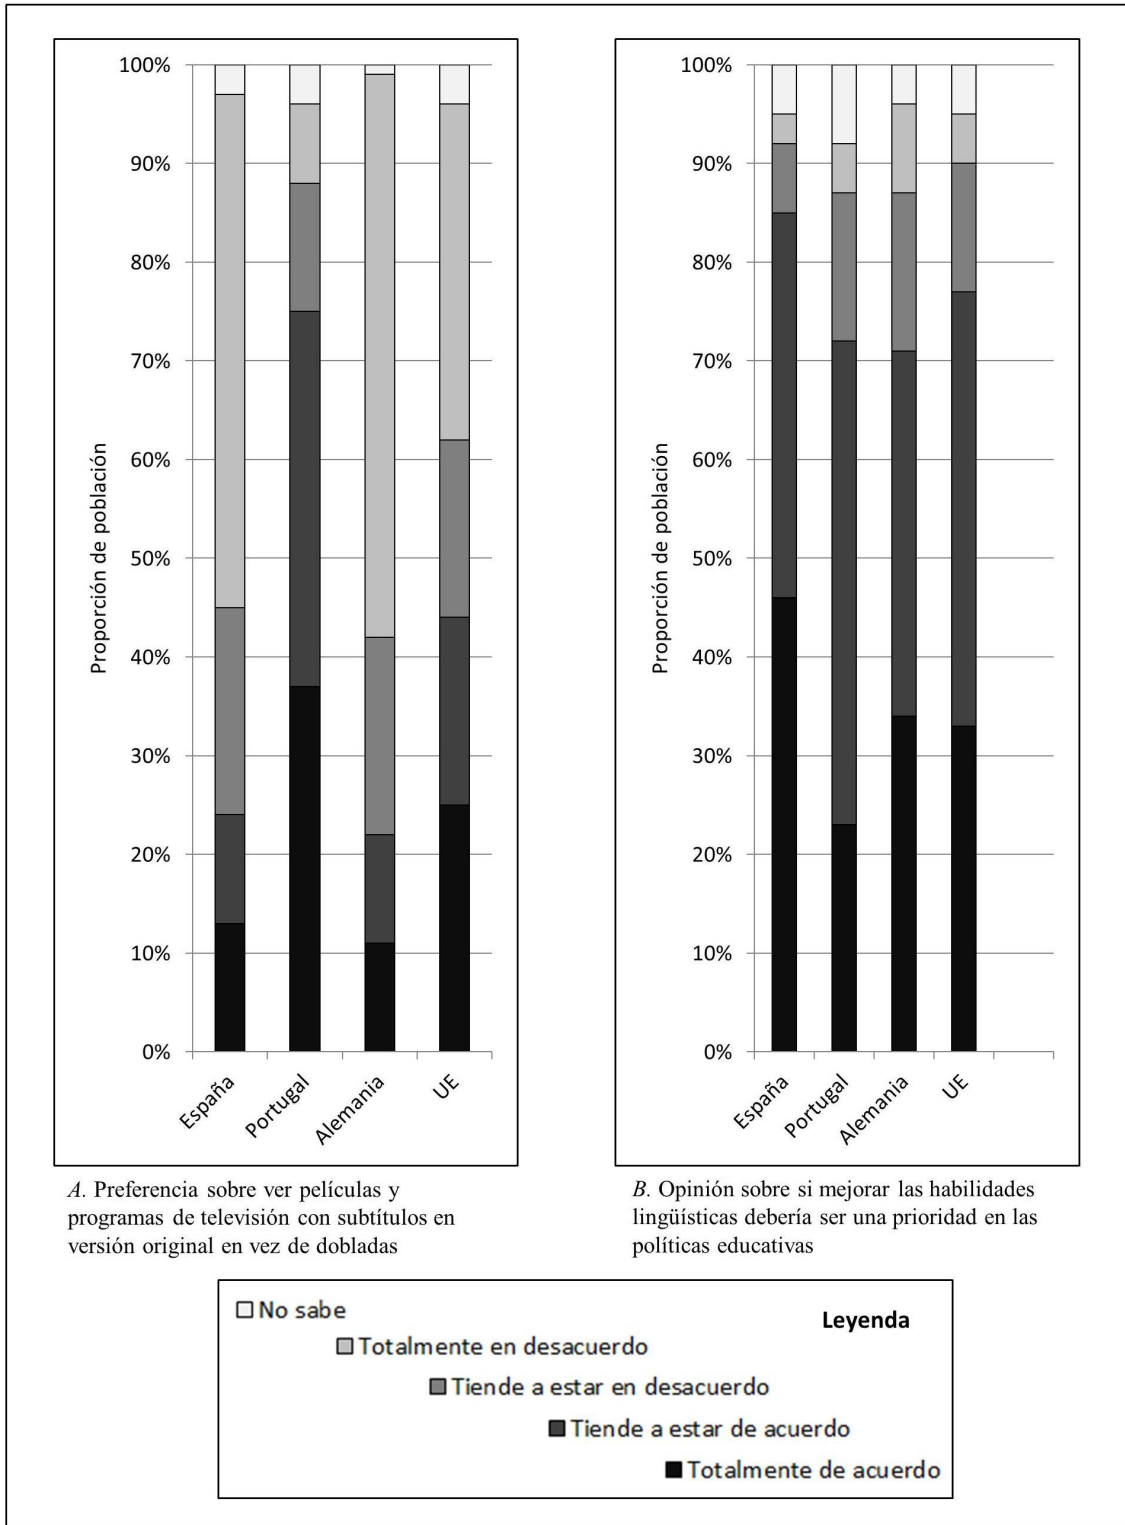 100%
90%
80%
70%
60%
50%
40%
30%
20%
10%
0%
Proporción de población
España
Portugal
Alemania
UE
A. Preferencia sobre ver películas y
programas de televisión con subtítulos en
versión original en vez de dobladas
100%
90%
80%
70%
60%
50%
40%
30%
20%
10%
0%
Proporción de población
España
Portugal
Alemania
UE
B. Opinión sobre si mejorar las habilidades
lingüísticas debería ser una prioridad en las
políticas educativas
Leyenda
No sabe
Totalmente en desacuerdo
Tiende a estar en desacuerdo
Tiende a estar de acuerdo
Totalmente de acuerdo